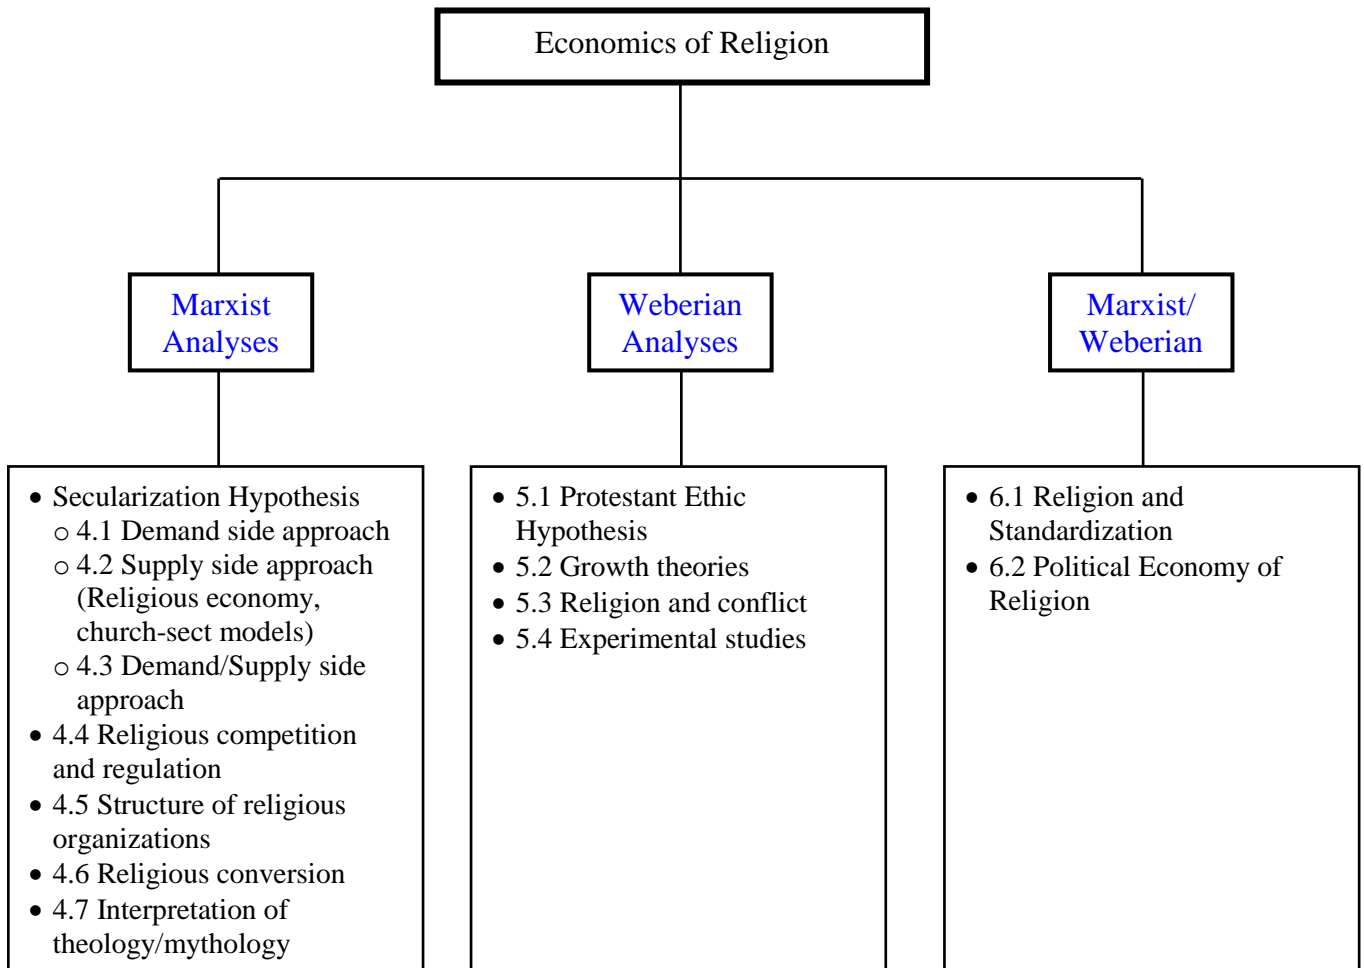 Economics of Religion
Marxist
Analyses
Weberian
Analyses
Marxist/
Weberian
• Secularization Hypothesis
o 4.1 Demand side approach
o 4.2 Supply side approach
(Religious economy,
church-sect models)
o 4.3 Demand/Supply side
approach
• 4.4 Religious competition
and regulation
• 4.5 Structure of religious
organizations
• 4.6 Religious conversion
• 4.7 Interpretation of
theology/mythology
• 5.1 Protestant Ethic
Hypothesis
• 5.2 Growth theories
• 5.3 Religion and conflict
• 5.4 Experimental studies
• 6.1 Religion and
Standardization
• 6.2 Political Economy of
Religion